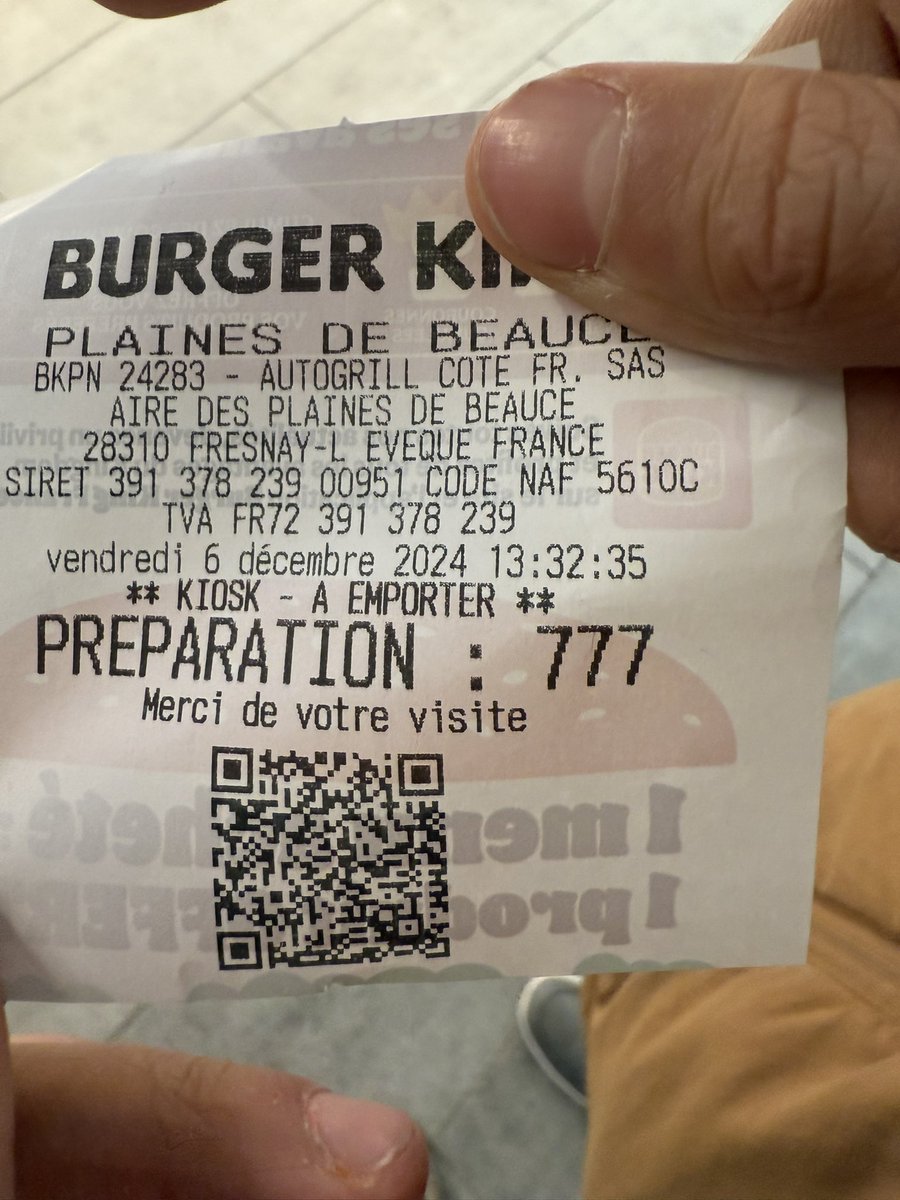 BURGER KI
PLAINES DE BEAUCE
BKPN 24283 - AUTOGRILL COTE FR. SAS
AIRE DES PLAINES DE BEAUCE
28310 FRESNAY-L EVEQUE FRANCE
SIRET 391 378 239 00951 CODE NAF 5610C
TVA FR72 391 378 239
vendredi 6 décembre 2024 13:32:35
** KIOSK - A EMPORTER **
PREPARATION : 777
Merci de votre visite